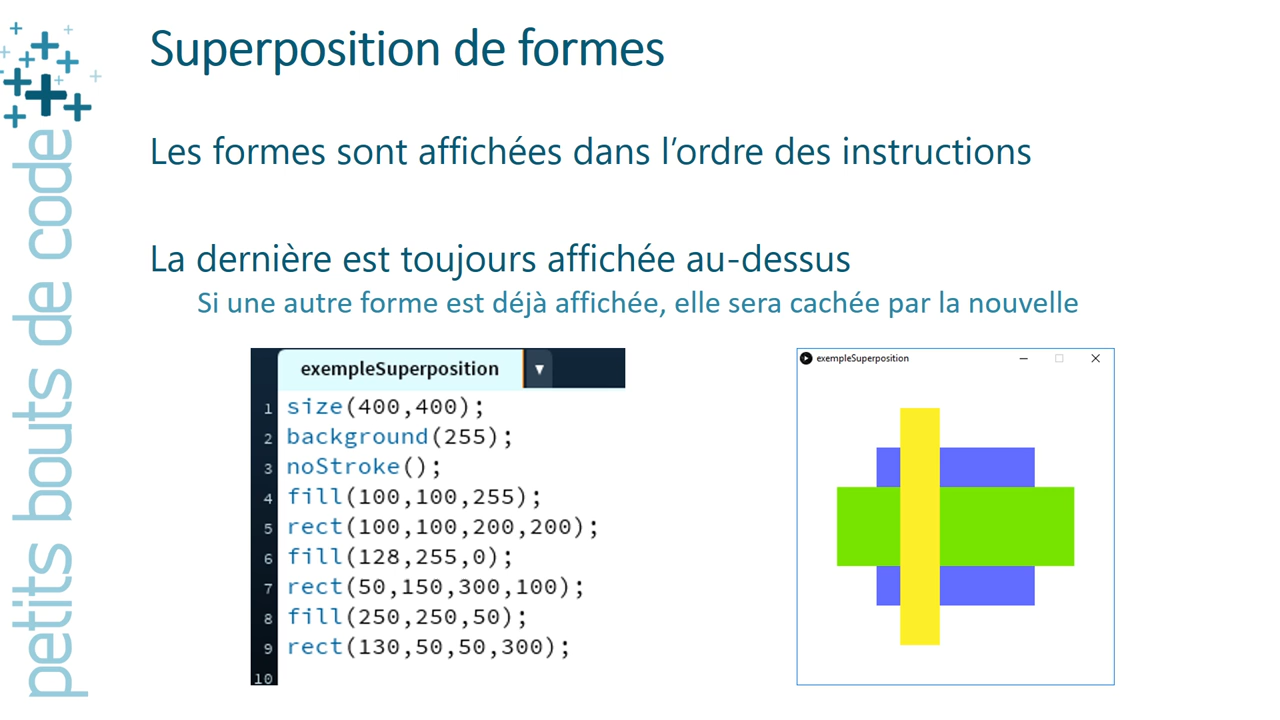 Superposition de formes
Les formes sont affichées dans l’ordre des instructions
La dernière est toujours affichée au-dessus
Si une autre forme est déjà affichée, elle sera cachée par la nouvelle
petits bouts de code
exempleSuperposition
1 size(400,400);
2 background(255);
3 noStroke();
4 fill(100,100,255);
5 rect(100,100,200,200);
6 fill(128,255,0);
7 rect(50,150,300,100);
8 fill(250,250,50);
9 rect(130,50,50,300);
10
exempleSuperposition